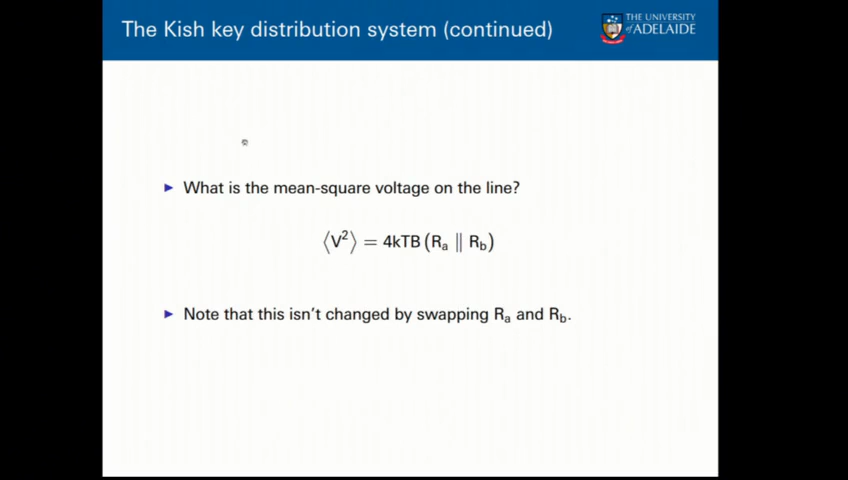 The Kish key distribution system (continued)
THE UNIVERSITY
of ADELAIDE
▶ What is the mean-square voltage on the line?
⟨V²⟩ = 4kTB (Rₐ ∥ R_b)
▶ Note that this isn't changed by swapping Rₐ and R_b.